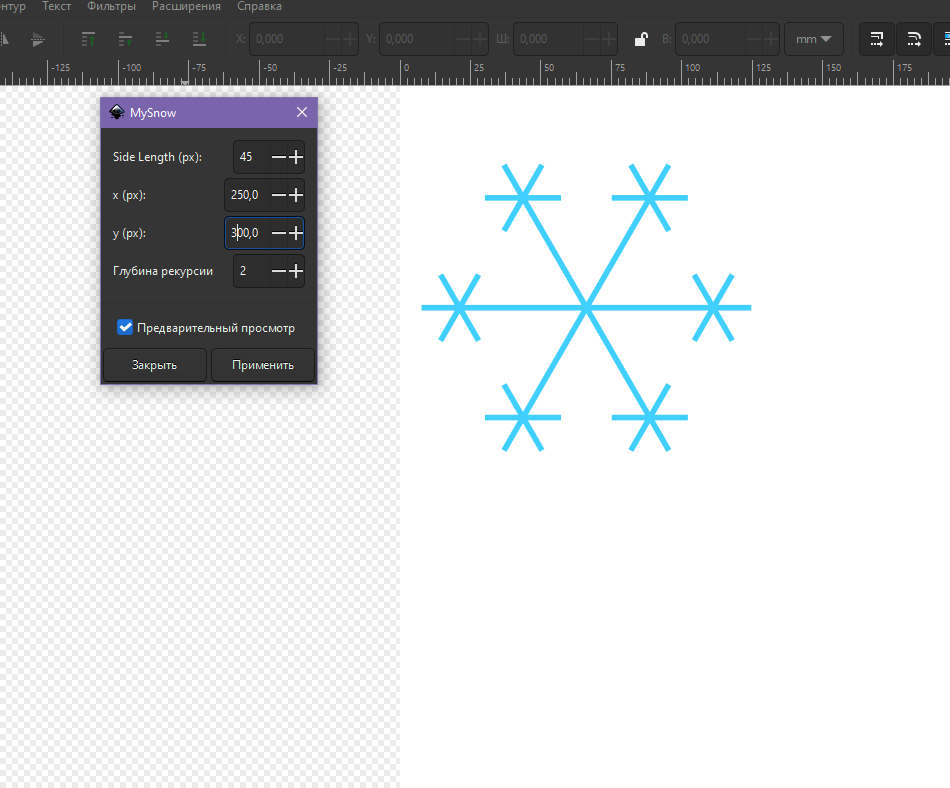 нтур Текст Фильтры Расширения Справка
X: 0,000 Y: 0,000 Ш: 0,000 В: 0,000 mm
-125 -100 -75 -50 -25 0 25 50 75 100 125 150 175
MySnow
Side Length (px): 45
x (px): 250,0
y (px): 300,0
Глубина рекурсии 2
Предварительный просмотр
Закрыть Применить